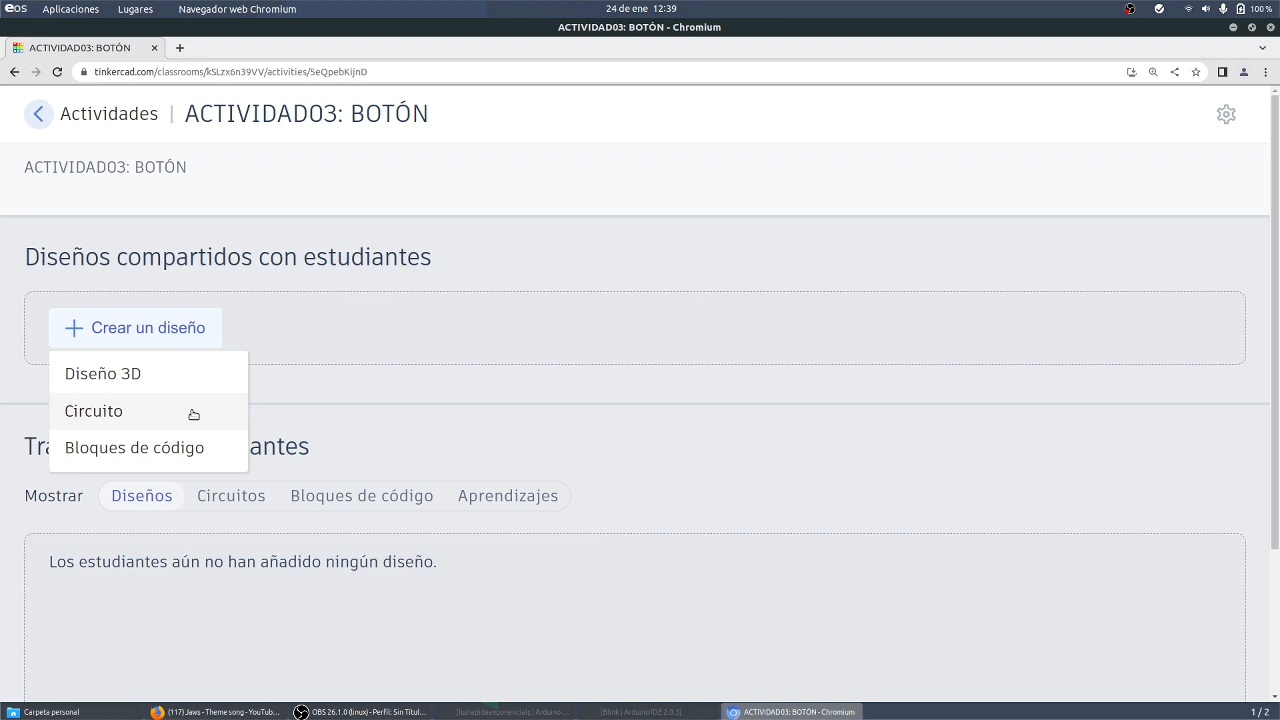 eos Aplicaciones Lugares Navegador web Chromium 24 de ene 12:39 100 %
ACTIVIDAD03: BOTÓN - Chromium
ACTIVIDAD03: BOTÓN
tinkercad.com/classrooms/kSLzx6n39VV/activities/5eQpebKijnD
Actividades | ACTIVIDAD03: BOTÓN
ACTIVIDAD03: BOTÓN
Diseños compartidos con estudiantes
Crear un diseño
Diseño 3D
Circuito
Bloques de código
Tra antes
Mostrar Diseños Circuitos Bloques de código Aprendizajes
Los estudiantes aún no han añadido ningún diseño.
Carpeta personal (117) Jaws - Theme song - YouTub... OBS 26.1.0 (linux) - Perfil: Sin Titul... [luzrapidaexponencial¿ Arduino ... [Blink | Arduino IDE 2.0.3] ACTIVIDAD03: BOTÓN - Chromium 1 / 2